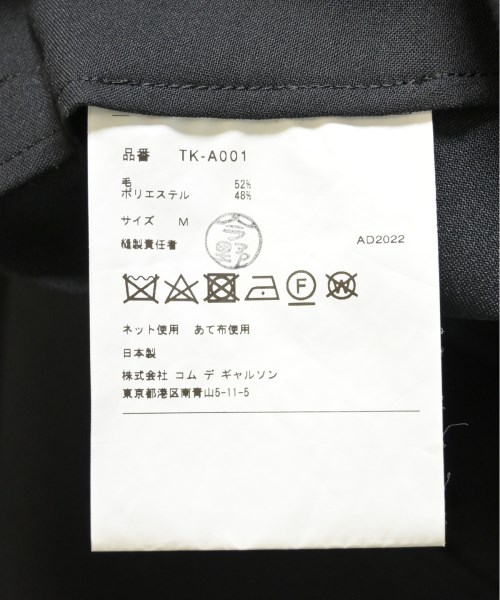 品番 TK-A001
毛 52%
ポリエステル 48%
サイズ M
縫製責任者 今野 AD2022
F W
ネット使用 あて布使用
日本製
株式会社 コム デ ギャルソン
東京都港区南青山5-11-5